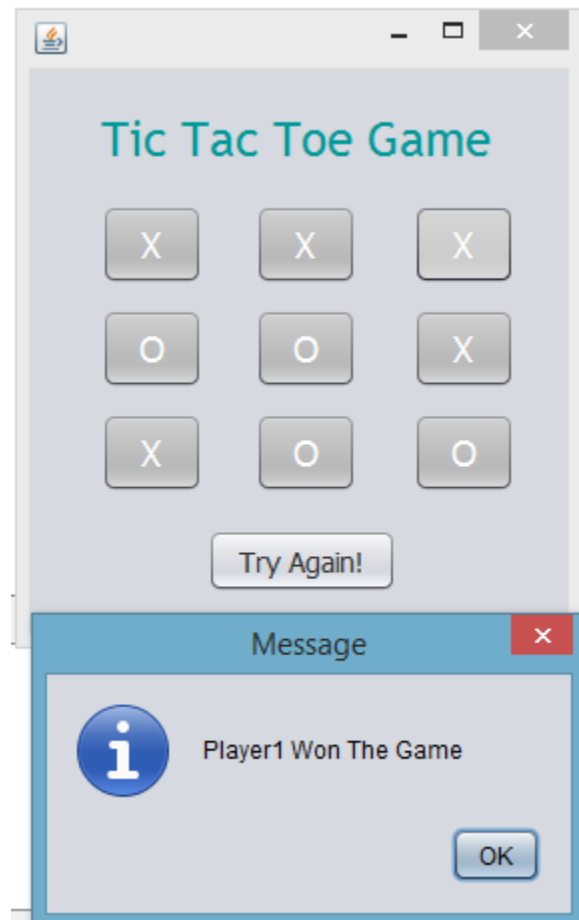 Tic Tac Toe Game
X X X
O O X
X O O
Try Again!
Message
Player1 Won The Game
OK